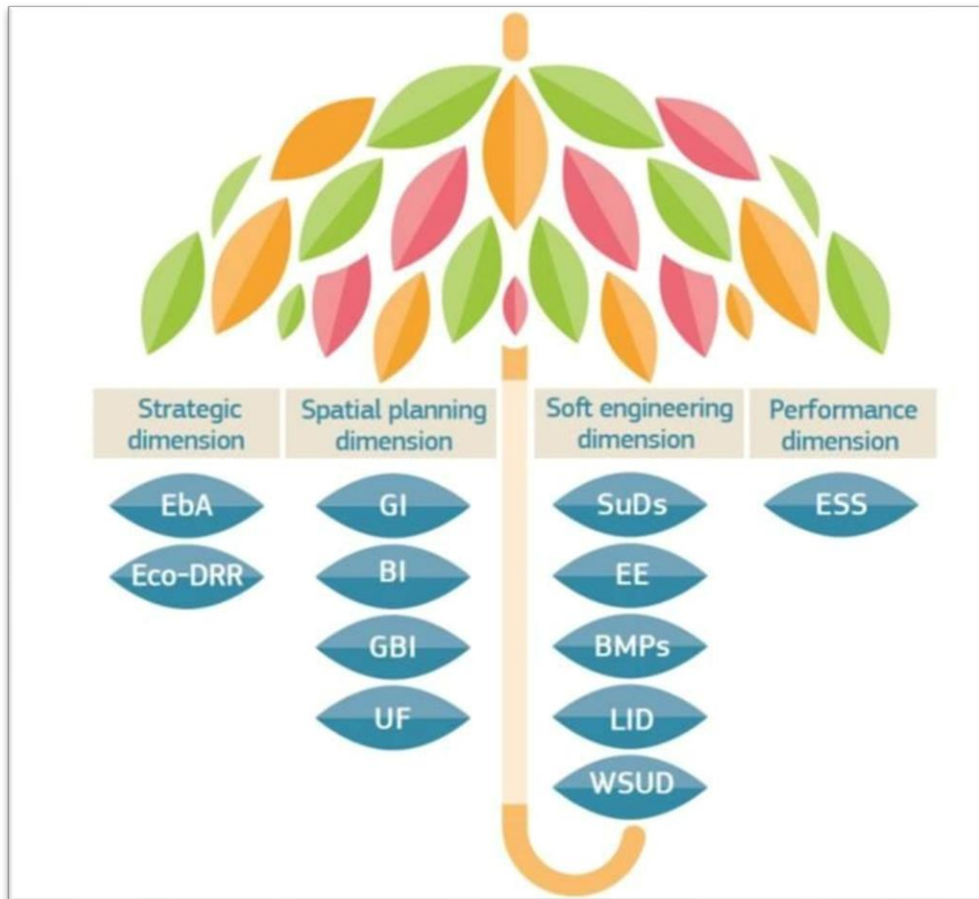 Strategic
dimension
EbA
Eco-DRR
Spatial planning
dimension
GI
BI
GBI
UF
Soft engineering
dimension
SuDs
EE
BMPs
LID
WSUD
Performance
dimension
ESS